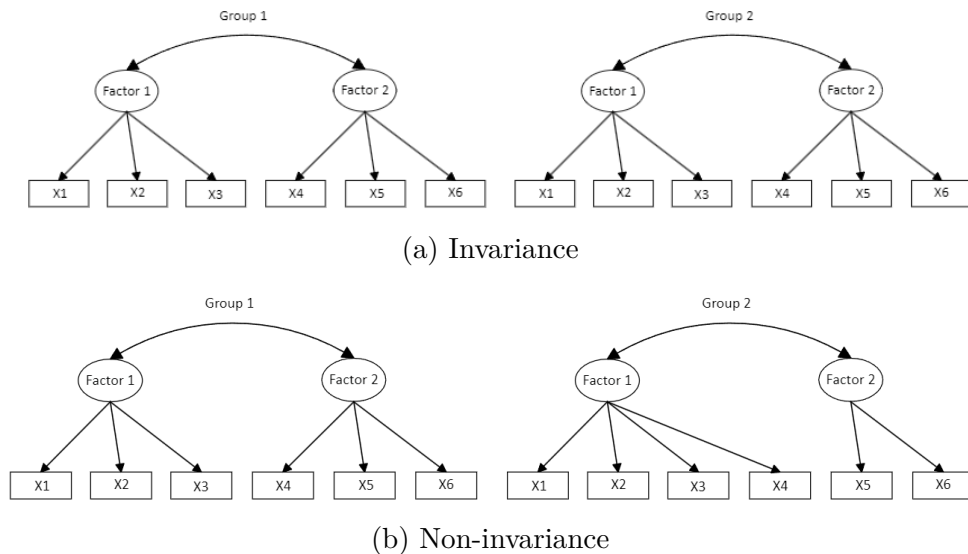 Group 1 Group 2
Factor 1 Factor 2 Factor 1 Factor 2
X1 X2 X3 X4 X5 X6 X1 X2 X3 X4 X5 X6
(a) Invariance
Group 1 Group 2
Factor 1 Factor 2 Factor 1 Factor 2
X1 X2 X3 X4 X5 X6 X1 X2 X3 X4 X5 X6
(b) Non-invariance